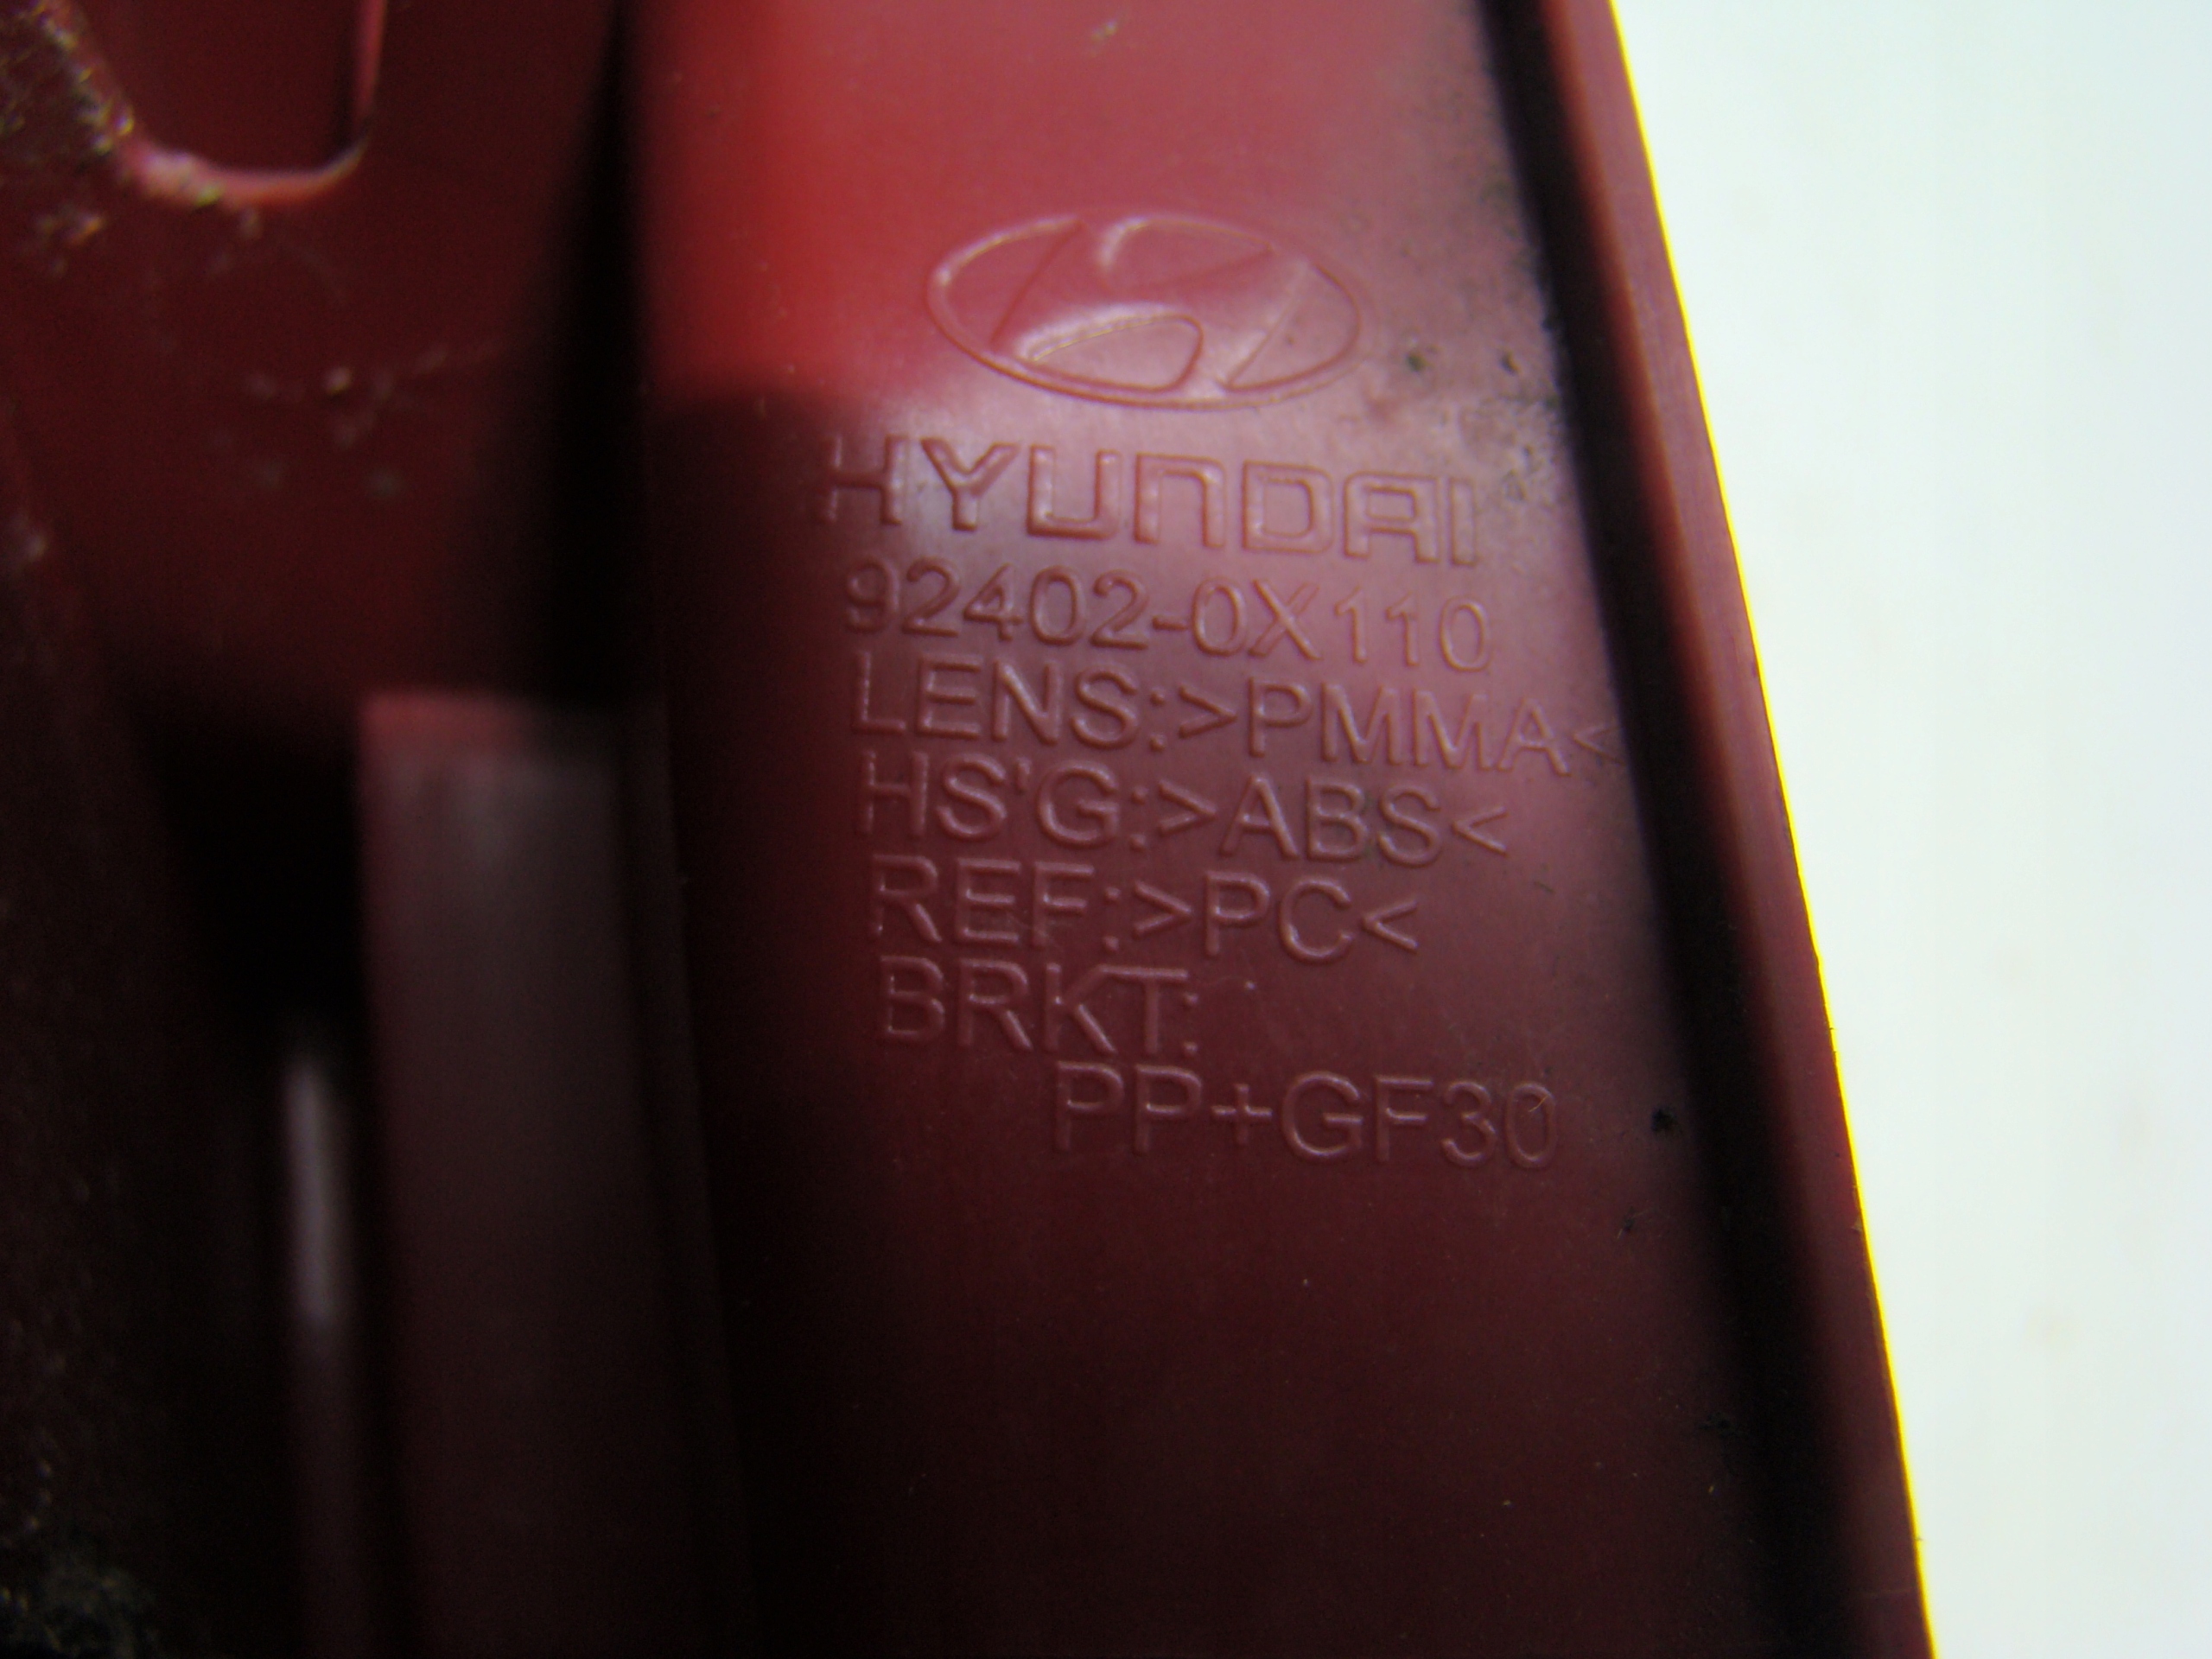 HYUNDAI
92402-0X110
LENS:>PMMA<
HS'G:>ABS<
REF:>PC<
BRKT:
PP+GF30